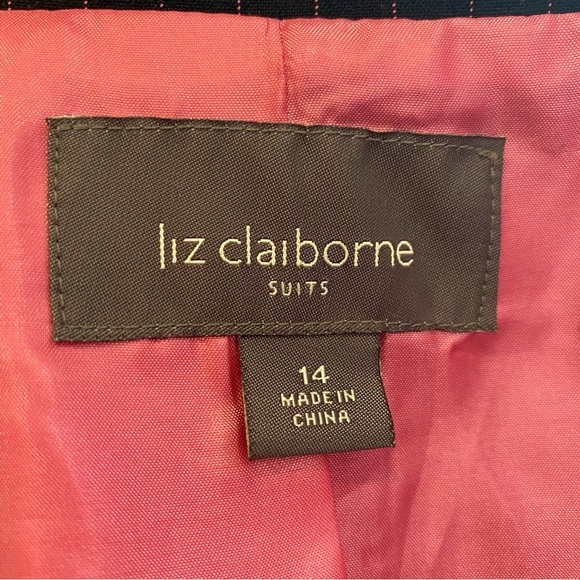 liz claiborne
SUITS
14
MADE IN
CHINA